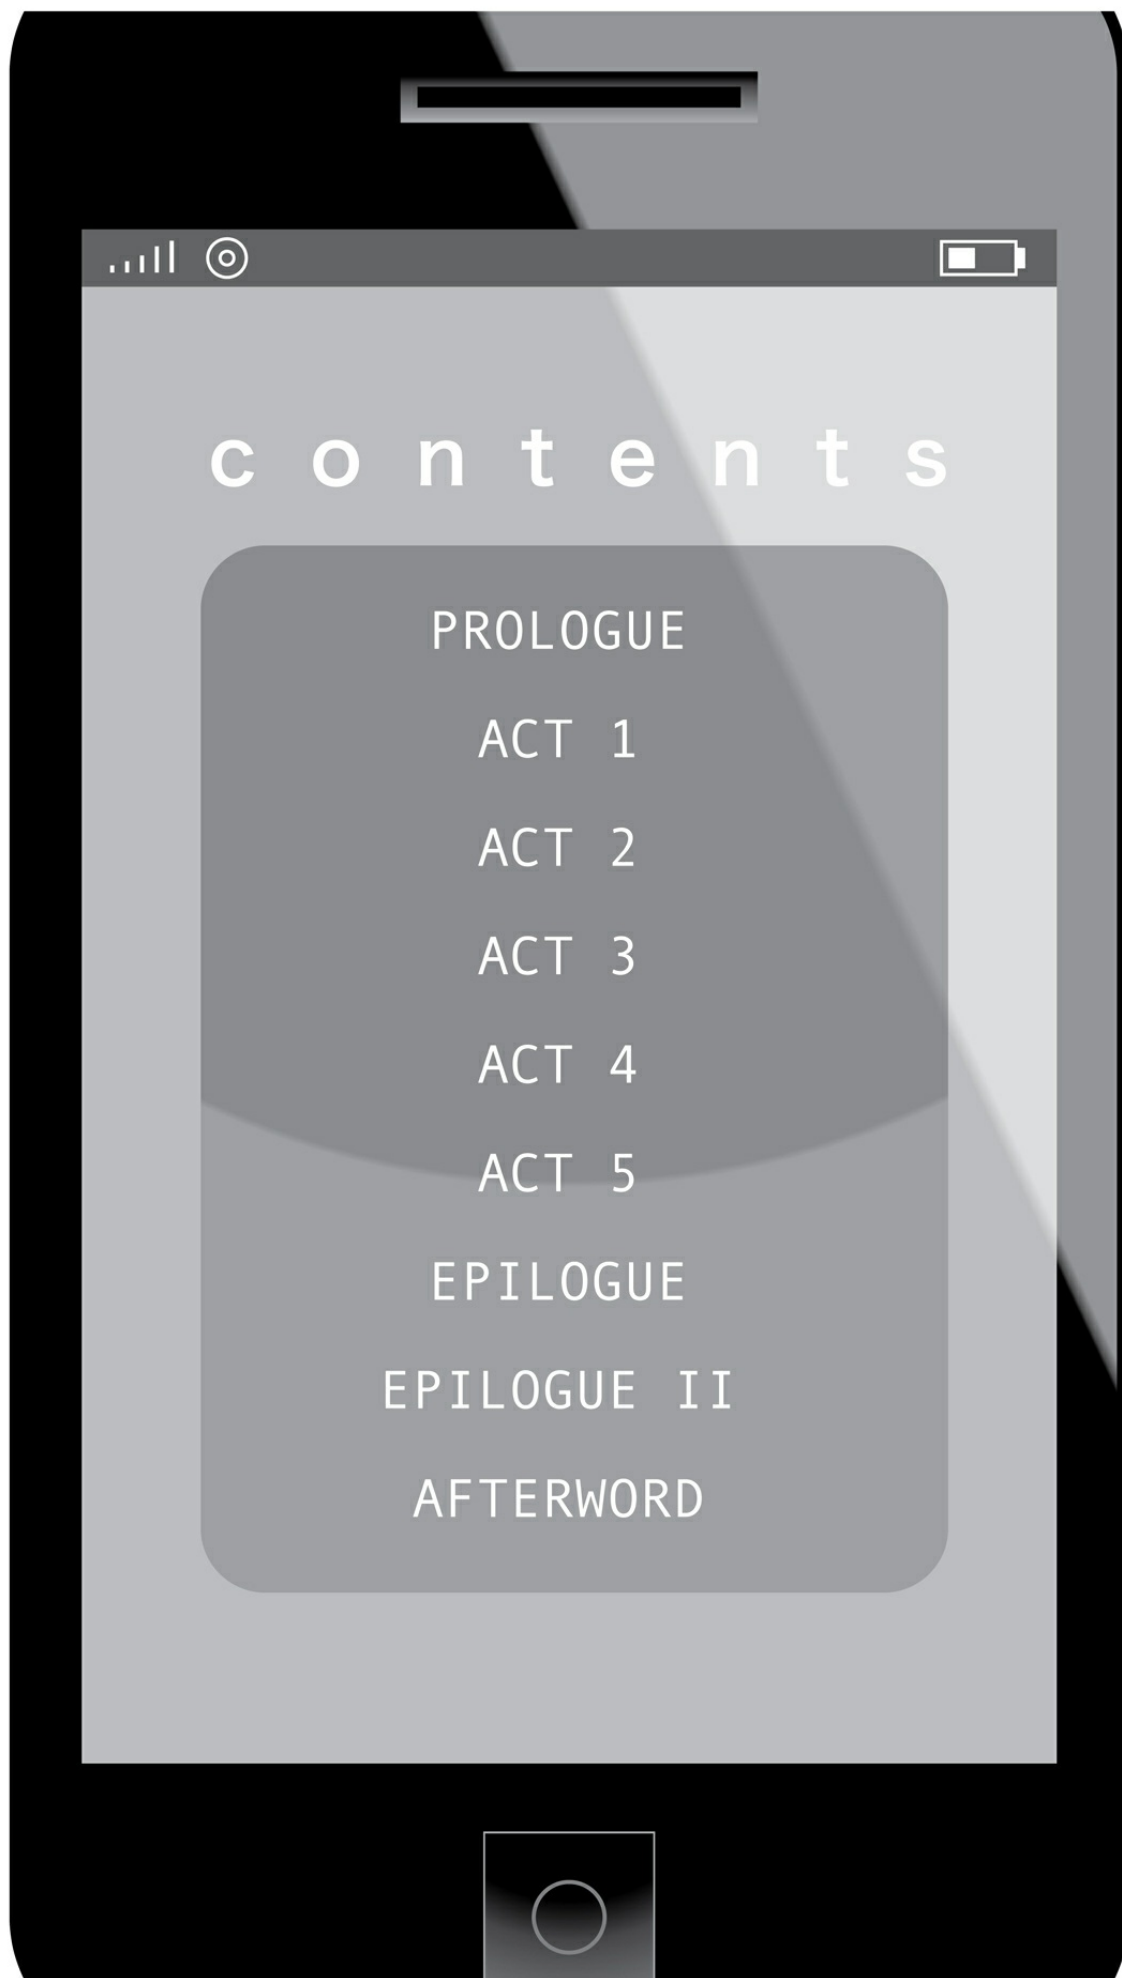 contents
PROLOGUE
ACT 1
ACT 2
ACT 3
ACT 4
ACT 5
EPILOGUE
EPILOGUE II
AFTERWORD